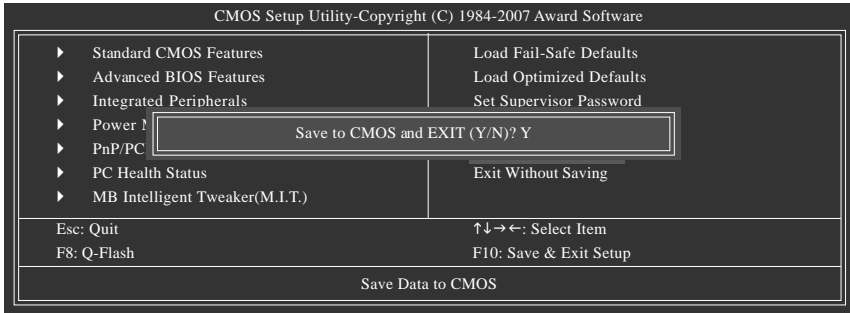 CMOS Setup Utility-Copyright (C) 1984-2007 Award Software
Standard CMOS Features
Advanced BIOS Features
Integrated Peripherals
Power
PnP/PC
PC Health Status
MB Intelligent Tweaker(M.I.T.)
Load Fail-Safe Defaults
Load Optimized Defaults
Set Supervisor Password
Exit Without Saving
Save to CMOS and EXIT (Y/N)? Y
Esc: Quit
F8: Q-Flash
↑↓→←: Select Item
F10: Save & Exit Setup
Save Data to CMOS